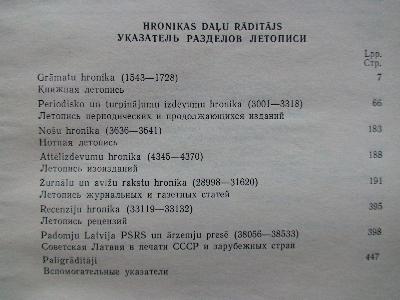 HRONIKAS DAĻU RĀDĪTĀJS
УКАЗАТЕЛЬ РАЗДЕЛОВ ЛЕТОПИСИ
Lpp.
Стр.
Grāmatu hronika (1543—1728) 7
Книжная летопись
Periodisko un turpinājumu izdevumu hronika (3001—3318) 66
Летопись периодических и продолжающихся изданий
Nošu hronika (3636—3641) 183
Нотная летопись
Attēlizdevumu hronika (4345—4370) 188
Летопись изоизданий
Žurnālu un avīžu rakstu hronika (28998—31620) 191
Летопись журнальных и газетных статей
Recenziju hronika (33119—33132) 395
Летопись рецензий
Padomju Latvija PSRS un ārzemju presē (38056—38533) 398
Советская Латвия в печати СССР и зарубежных стран
Palīgrādītāji 447
Вспомогательные указатели